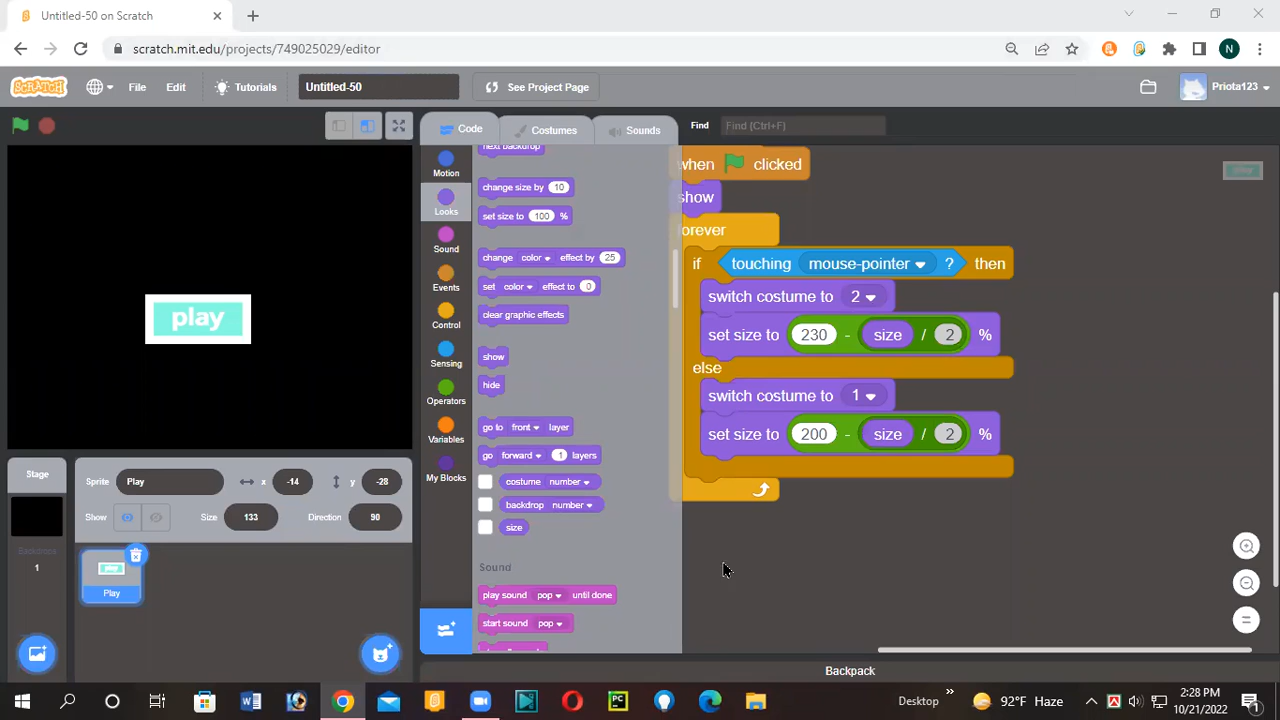 Untitled-50 on Scratch
scratch.mit.edu/projects/749025029/editor
N
SCRATCH
File
Edit
Tutorials
Untitled-50
See Project Page
Priota123
Code
Costumes
Sounds
Find
Find (Ctrl+F)
Motion
Looks
Sound
Events
Control
Sensing
Operators
Variables
My Blocks
next backdrop
change size by 10
set size to 100 %
change color effect by 25
set color effect to 0
clear graphic effects
show
hide
go to front layer
go forward 1 layers
costume number
backdrop number
size
Sound
play sound pop until done
start sound pop
when clicked
show
forever
if touching mouse-pointer ? then
switch costume to 2
set size to 230 - size / 2 %
else
switch costume to 1
set size to 200 - size / 2 %
play
play
Stage
Backdrops
1
Sprite Play x -14 y -28
Show Size 133 Direction 90
play
Play
Backpack
Desktop
92°F Haze
2:28 PM
10/21/2022
1